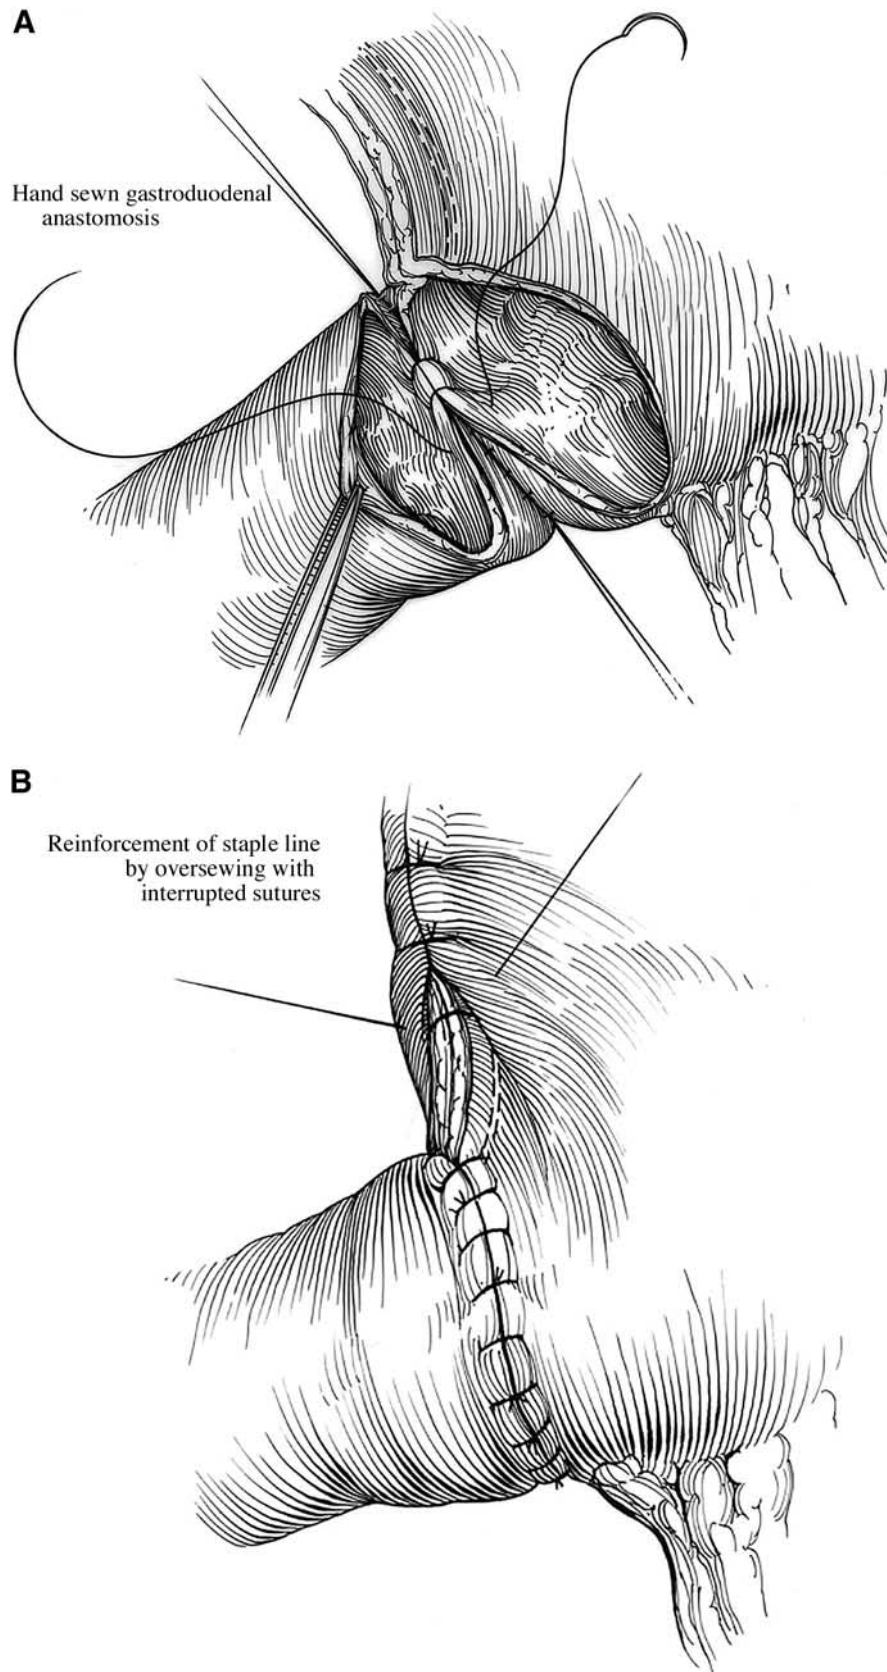 A
Hand sewn gastroduodenal
anastomosis
B
Reinforcement of staple line
by oversewing with
interrupted sutures